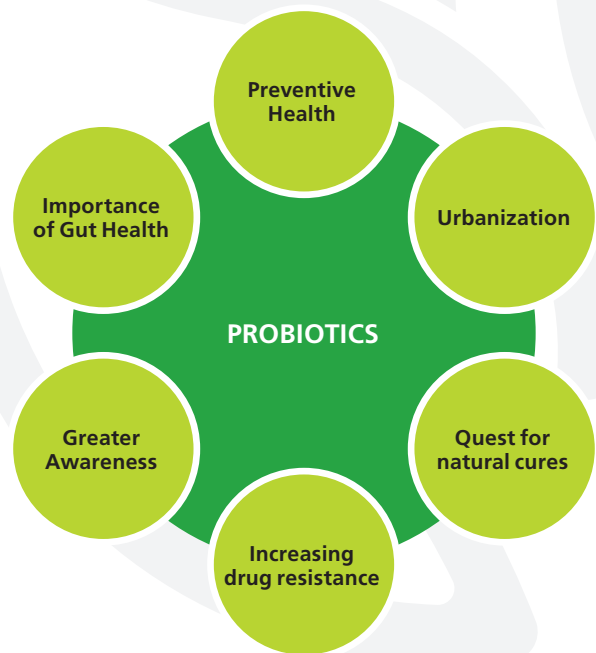 Preventive
Health
Importance
of Gut Health
Urbanization
PROBIOTICS
Greater
Awareness
Quest for
natural cures
Increasing
drug resistance